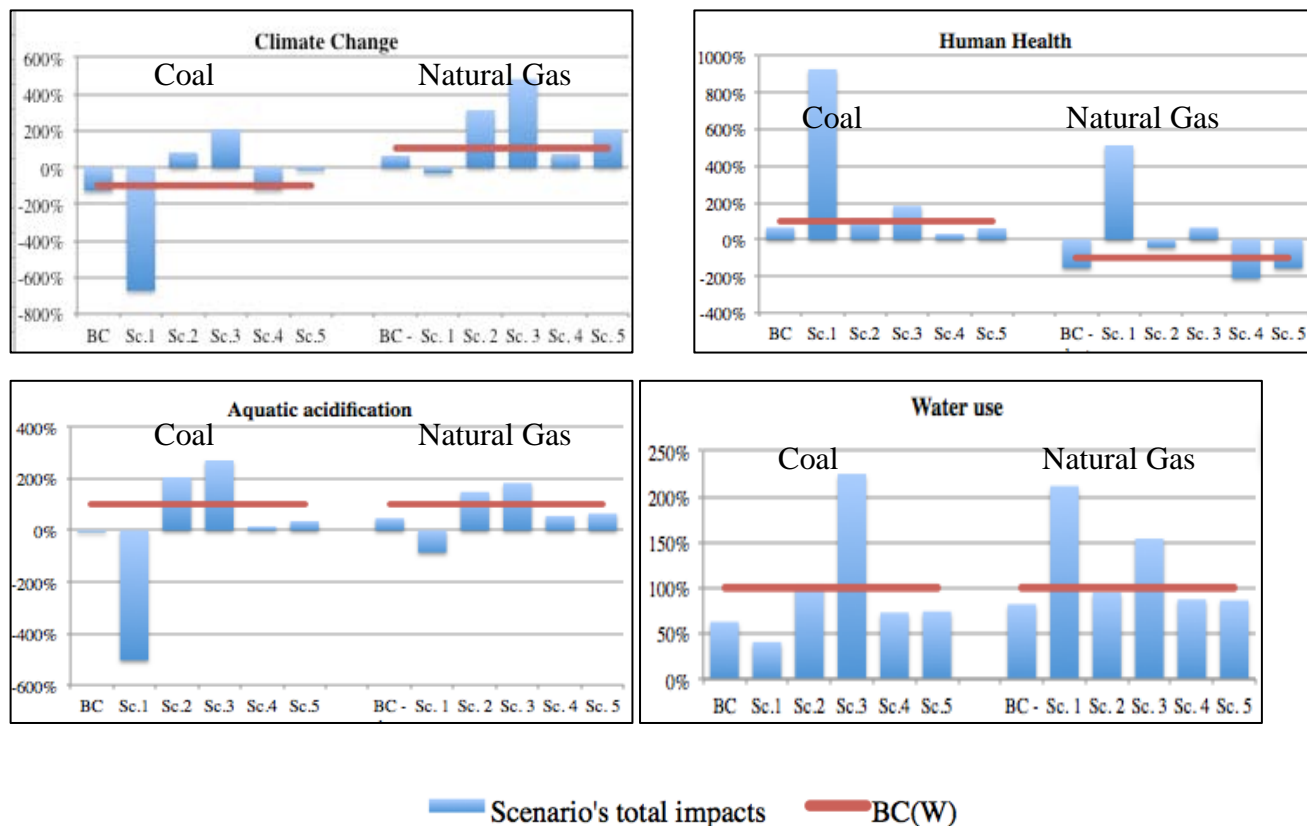 Climate Change
Coal Natural Gas
600%
400%
200%
0%
-200%
-400%
-600%
-800%
BC Sc.1 Sc.2 Sc.3 Sc.4 Sc.5 BC - Sc. 1 Sc. 2 Sc. 3 Sc. 4 Sc. 5
Human Health
1000%
800%
600%
Coal Natural Gas
400%
200%
0%
-200%
-400%
BC Sc.1 Sc.2 Sc.3 Sc.4 Sc.5 BC - Sc. 1 Sc. 2 Sc. 3 Sc. 4 Sc. 5
Aquatic acidification
Coal Natural Gas
400%
200%
0%
-200%
-400%
-600%
BC Sc.1 Sc.2 Sc.3 Sc.4 Sc.5 BC - Sc. 1 Sc. 2 Sc. 3 Sc. 4 Sc. 5
Water use
Coal Natural Gas
250%
200%
150%
100%
50%
0%
BC Sc.1 Sc.2 Sc.3 Sc.4 Sc.5 BC - Sc. 1 Sc. 2 Sc. 3 Sc. 4 Sc. 5
Scenario's total impacts BC(W)